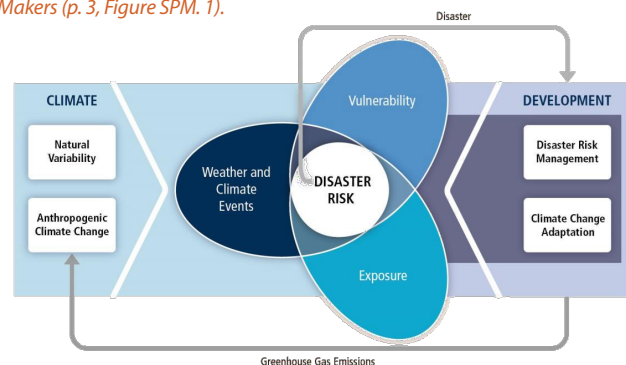 Makers (p. 3, Figure SPM. 1).
Disaster
CLIMATE
Natural
Variability
Anthropogenic
Climate Change
Weather and
Climate
Events
Vulnerability
DISASTER
RISK
Exposure
DEVELOPMENT
Disaster Risk
Management
Climate Change
Adaptation
Greenhouse Gas Emissions